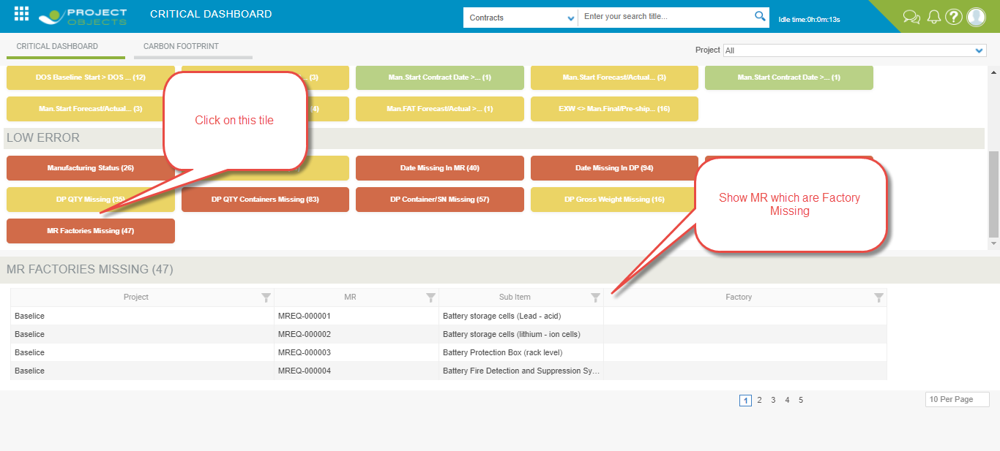 PROJECT
OBJECTS
CRITICAL DASHBOARD
Contracts
Enter your search title...
Idle time:0h:0m:13s
CRITICAL DASHBOARD
CARBON FOOTPRINT
Project
All
DOS Baseline Start > DOS ... (12)
.. (3)
Man.Start Contract Date >... (1)
Man.Start Forecast/Actual... (3)
Man.Start Contract Date >... (1)
Man.Start Forecast/Actual... (3)
(4)
Man.FAT Forecast/Actual >... (1)
EXW <> Man.Final/Pre-ship... (16)
Click on this tile
LOW ERROR
Manufacturing Status (26)
Date Missing In MR (40)
Date Missing In DP (94)
DP QTY Missing (35)
DP QTY Containers Missing (83)
DP Container/SN Missing (57)
DP Gross Weight Missing (16)
Show MR which are Factory
Missing
MR Factories Missing (47)
MR FACTORIES MISSING (47)
Project
MR
Sub Item
Factory
Baselice
MREQ-000001
Battery storage cells (Lead - acid)
Baselice
MREQ-000002
Battery storage cells (lithium - ion cells)
Baselice
MREQ-000003
Battery Protection Box (rack level)
Baselice
MREQ-000004
Battery Fire Detection and Suppression Sy...
1 2 3 4 5
10 Per Page